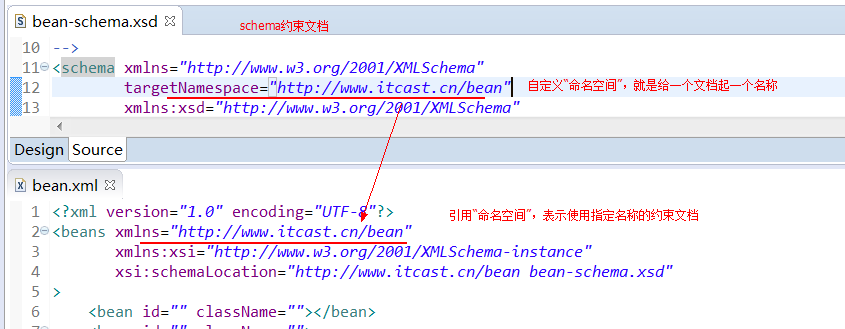 bean-schema.xsd
schema约束文档
10 -->
11 <schema xmlns="http://www.w3.org/2001/XMLSchema"
12 targetNamespace="http://www.itcast.cn/bean"
自定义“命名空间”，就是给一个文档起一个名称
13 xmlns:xsd="http://www.w3.org/2001/XMLSchema"
Design Source
bean.xml
1 <?xml version="1.0" encoding="UTF-8"?>
引用“命名空间”，表示使用指定名称的约束文档
2 <beans xmlns="http://www.itcast.cn/bean"
3 xmlns:xsi="http://www.w3.org/2001/XMLSchema-instance"
4 xsi:schemaLocation="http://www.itcast.cn/bean bean-schema.xsd"
5 >
6 <bean id="" className=""></bean>